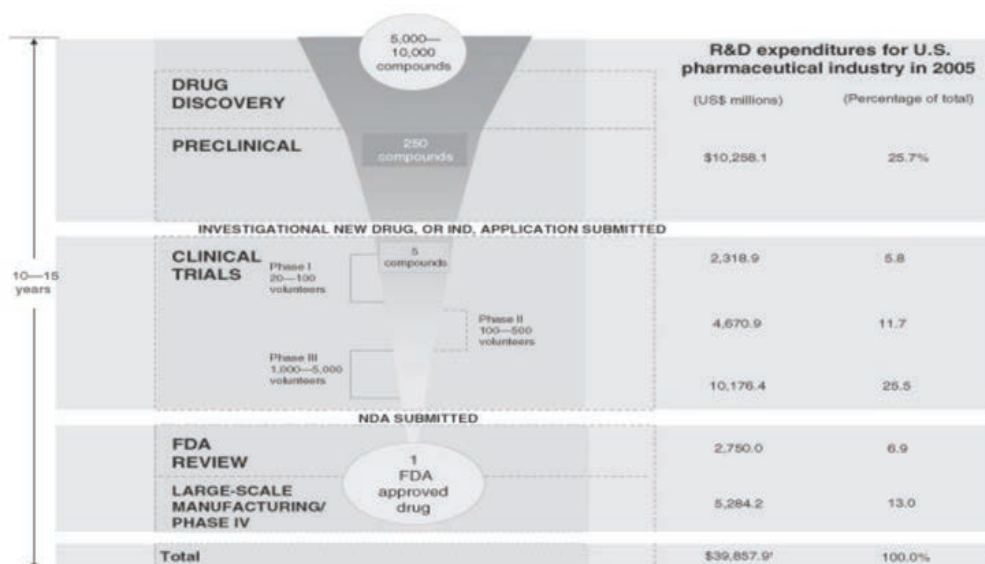 5,000—
10,000
compounds
R&D expenditures for U.S.
pharmaceutical industry in 2005
(US$ millions) (Percentage of total)
DRUG
DISCOVERY
PRECLINICAL
250
compounds
$10,258.1 25.7%
INVESTIGATIONAL NEW DRUG, OR IND, APPLICATION SUBMITTED
CLINICAL
TRIALS
5
compounds
Phase I
20—100
volunteers
2,318.9 5.8
10—15
years
Phase II
100—500
volunteers
4,670.9 11.7
Phase III
1,000—5,000
volunteers
10,176.4 25.5
NDA SUBMITTED
FDA
REVIEW
2,750.0 6.9
1
FDA
approved
drug
LARGE-SCALE
MANUFACTURING/
PHASE IV
5,284.2 13.0
Total $39,857.9¹ 100.0%